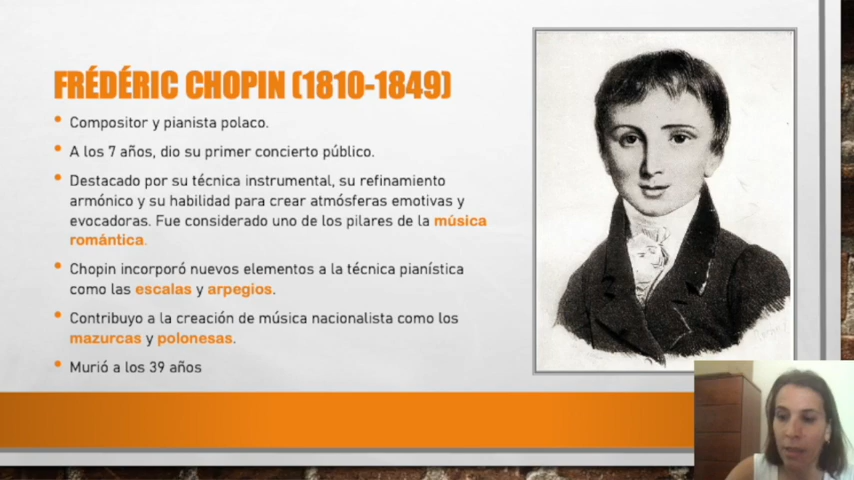 FRÉDÉRIC CHOPIN (1810-1849)
• Compositor y pianista polaco.
• A los 7 años, dio su primer concierto público.
• Destacado por su técnica instrumental, su refinamiento
armónico y su habilidad para crear atmósferas emotivas y
evocadoras. Fue considerado uno de los pilares de la música
romántica.
• Chopin incorporó nuevos elementos a la técnica pianística
como las escalas y arpegios.
• Contribuyo a la creación de música nacionalista como los
mazurcas y polonesas.
• Murió a los 39 años